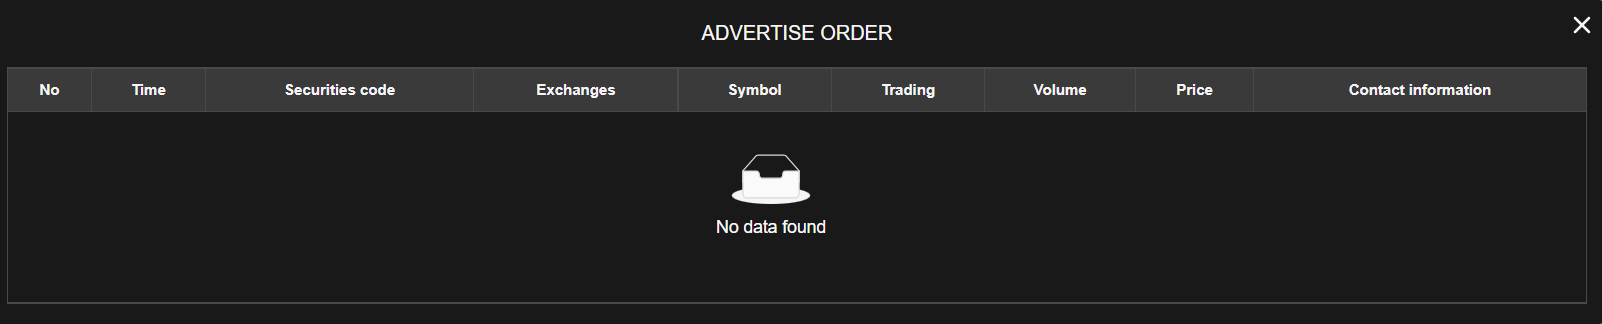 ADVERTISE ORDER
No Time Securities code Exchanges Symbol Trading Volume Price Contact information
No data found